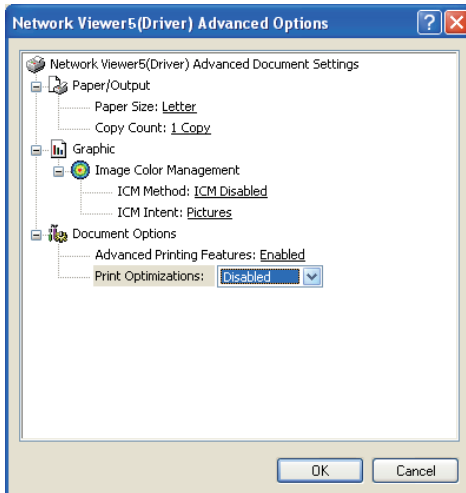 Network Viewer5(Driver) Advanced Options
Network Viewer5(Driver) Advanced Document Settings
Paper/Output
Paper Size: Letter
Copy Count: 1 Copy
Graphic
Image Color Management
ICM Method: ICM Disabled
ICM Intent: Pictures
Document Options
Advanced Printing Features: Enabled
Print Optimizations: Disabled
OK Cancel